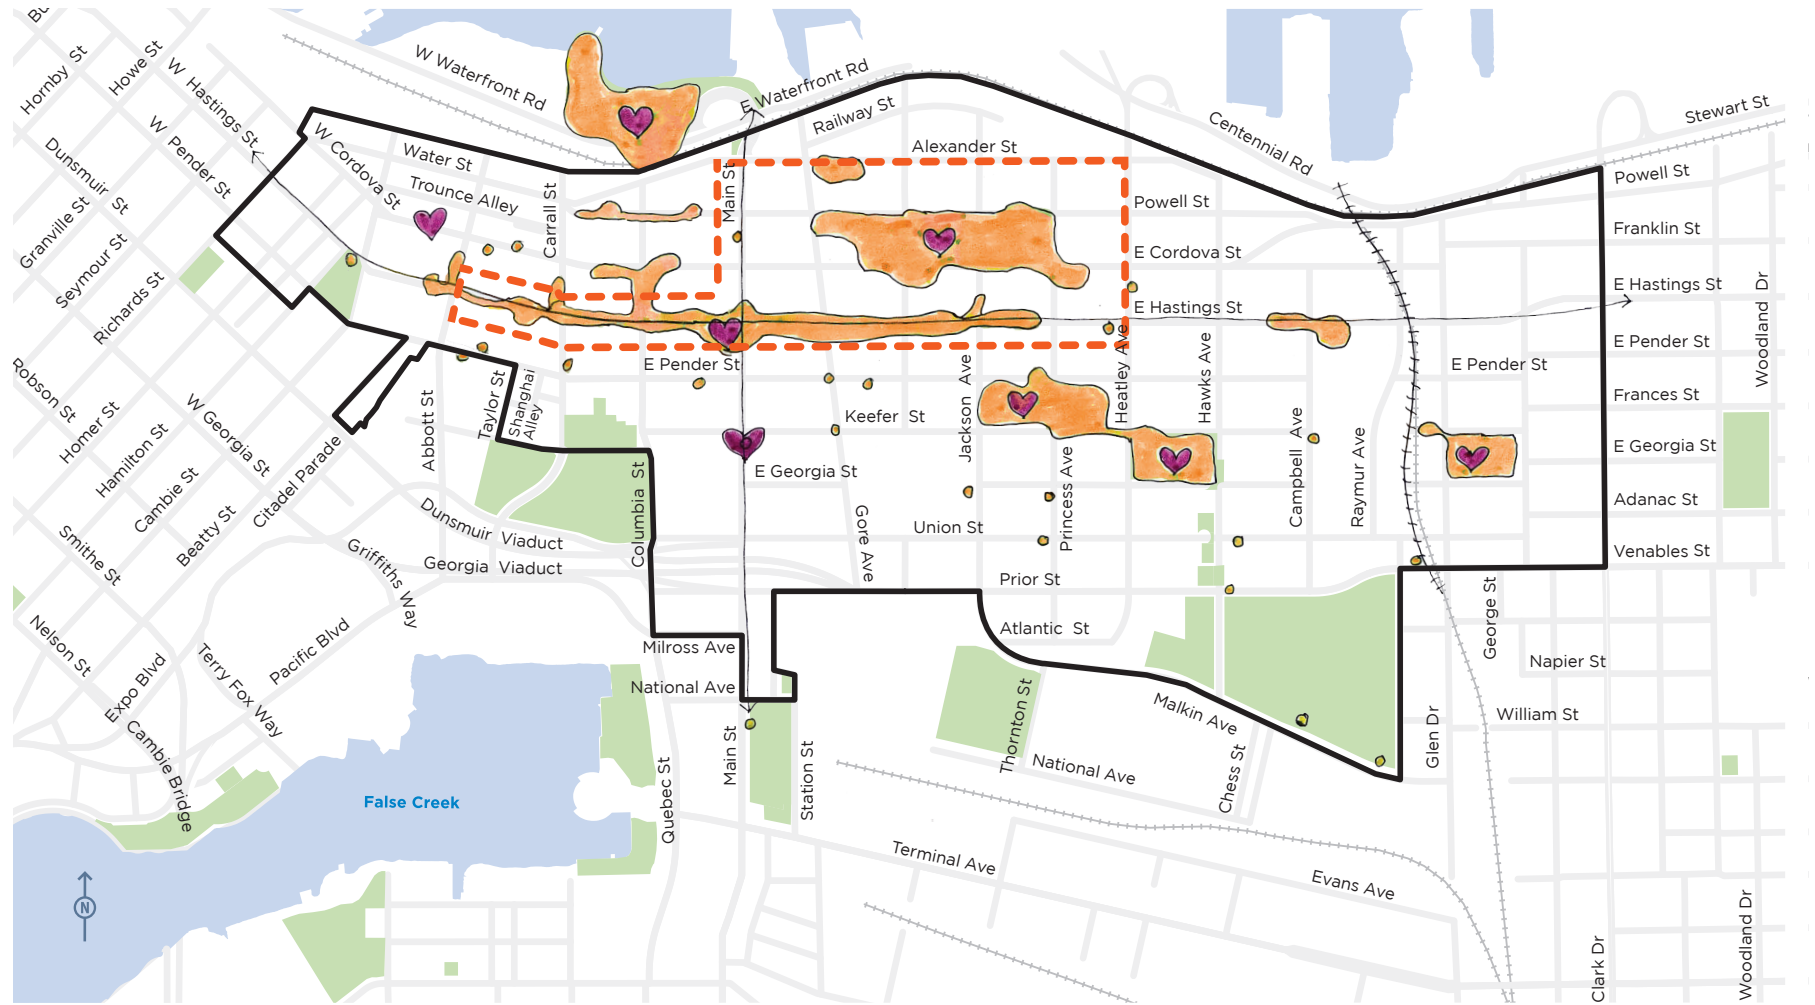 Hornby St
Howe St
W Hastings St
W Pender St
Dunsmuir St
Granville St
Seymour St
Richards St
Robson St
Homer St
Hamilton St
Cambie St
Beatty St
W Georgia St
Citadel Parade
Smithe St
Nelson St
Expo Blvd
Cambie Bridge
Terry Fox Way
Pacific Blvd
Griffiths Way
W Waterfront Rd
E Waterfront Rd
Railway St
Alexander St
Centennial Rd
Stewart St
Powell St
Water St
W Cordova St
Trounce Alley
Carrall St
Main St
Powell St
E Cordova St
E Hastings St
Franklin St
E Hastings St
E Pender St
Frances St
E Georgia St
Adanac St
Venables St
Woodland Dr
E Pender St
E Pender St
Keefer St
E Georgia St
Union St
Prior St
Atlantic St
Abbott St
Taylor St
Shanghai
Alley
Columbia St
Gore Ave
Jackson Ave
Princess Ave
Heatley Ave
Hawks Ave
Campbell Ave
Raymur Ave
Dunsmuir Viaduct
Georgia Viaduct
Milross Ave
National Ave
Main St
Station St
Quebec St
False Creek
N
Thornton St
National Ave
Malkin Ave
Chess St
Glen Dr
George St
Napier St
William St
Terminal Ave
Evans Ave
Clark Dr
Woodland Dr